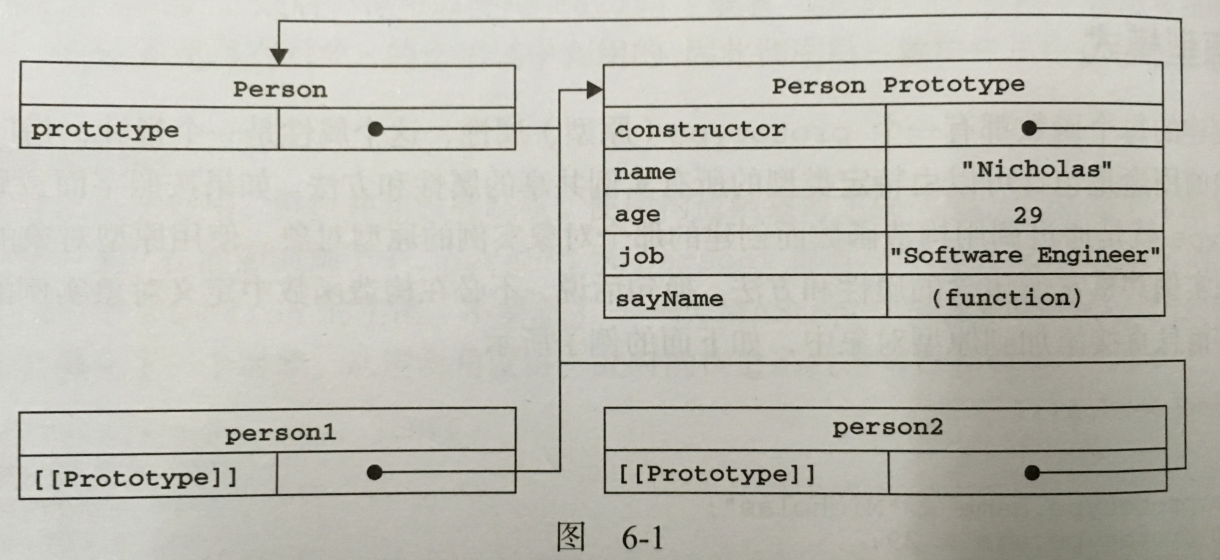 Person
prototype
Person Prototype
constructor
name "Nicholas"
age 29
job "Software Engineer"
sayName (function)
person1
[[Prototype]]
person2
[[Prototype]]
图 6-1